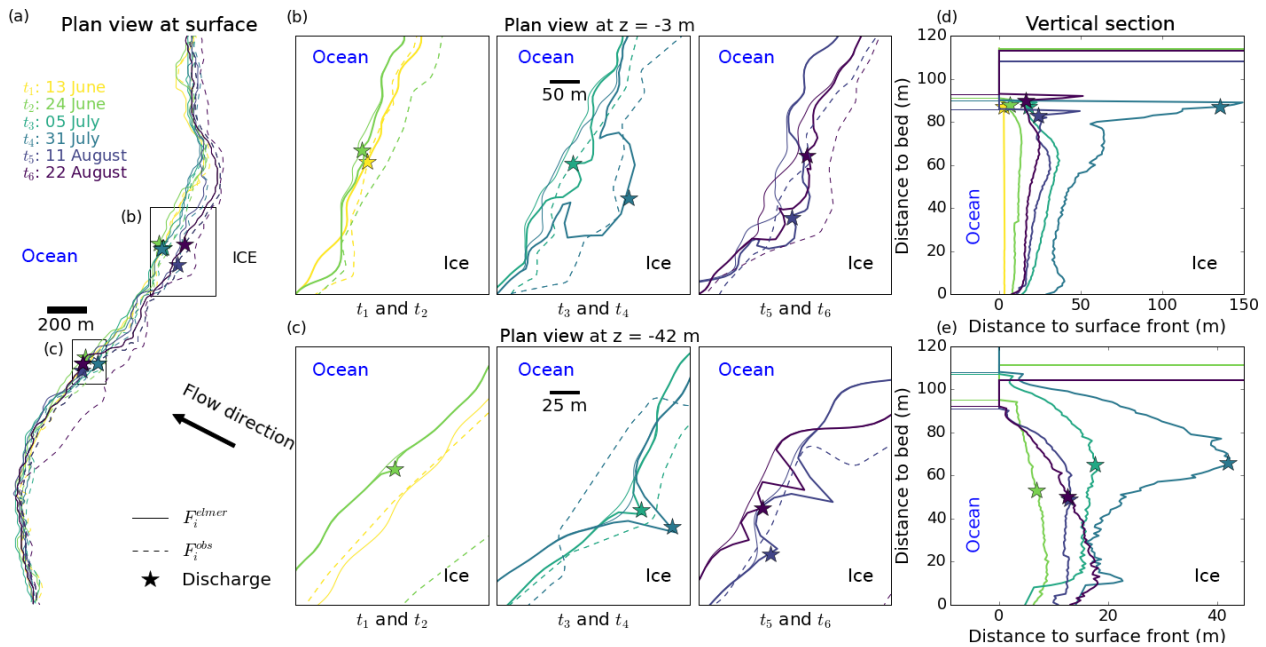 (a)
Plan view at surface
t₁: 13 June
t₂: 24 June
t₃: 05 July
t₄: 31 July
t₅: 11 August
t₆: 22 August
(b)
Ocean
ICE
200 m
(c)
Flow direction
F_i^{elmer}
F_i^{obs}
Discharge
(b)
Plan view at z = -3 m
Ocean
Ice
t₁ and t₂
Ocean
50 m
Ice
t₃ and t₄
Ocean
Ice
t₅ and t₆
(c)
Plan view at z = -42 m
Ocean
Ice
t₁ and t₂
Ocean
25 m
Ice
t₃ and t₄
Ocean
Ice
t₅ and t₆
(d)
Vertical section
Distance to bed (m)
120
100
80
60
40
20
0
Ocean
Ice
0 50 100 150
Distance to surface front (m)
(e)
Distance to bed (m)
120
100
80
60
40
20
0
Ocean
Ice
0 20 40
Distance to surface front (m)